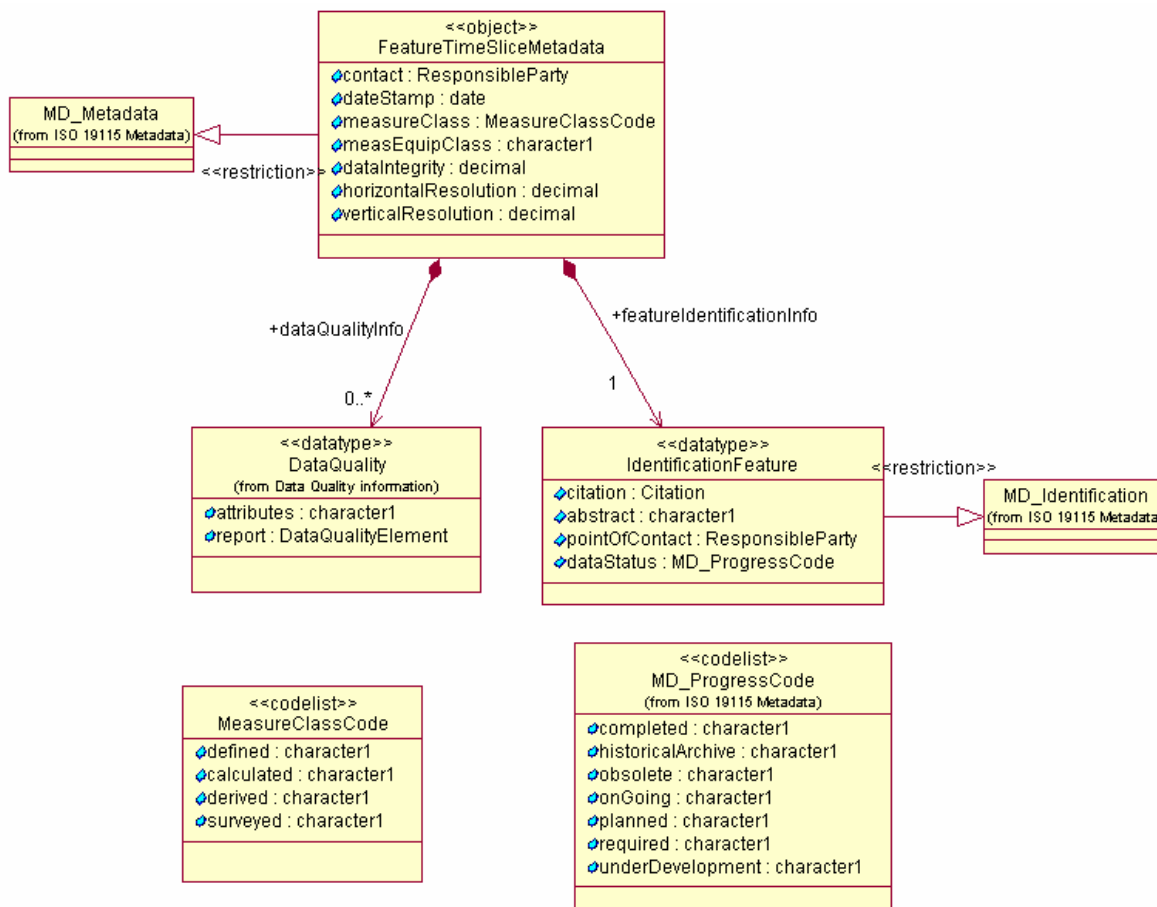 <<object>>
FeatureTimeSliceMetadata
contact : ResponsibleParty
dateStamp : date
measureClass : MeasureClassCode
measEquipClass : character1
dataIntegrity : decimal
horizontalResolution : decimal
verticalResolution : decimal
MD_Metadata
(from ISO 19115 Metadata)
<<restriction>>
+dataQualityInfo
0..*
+featureIdentificationInfo
1
<<datatype>>
DataQuality
(from Data Quality information)
attributes : character1
report : DataQualityElement
<<datatype>>
IdentificationFeature
citation : Citation
abstract : character1
pointOfContact : ResponsibleParty
dataStatus : MD_ProgressCode
<<restriction>>
MD_Identification
(from ISO 19115 Metadata)
<<codelist>>
MeasureClassCode
defined : character1
calculated : character1
derived : character1
surveyed : character1
<<codelist>>
MD_ProgressCode
(from ISO 19115 Metadata)
completed : character1
historicalArchive : character1
obsolete : character1
onGoing : character1
planned : character1
required : character1
underDevelopment : character1